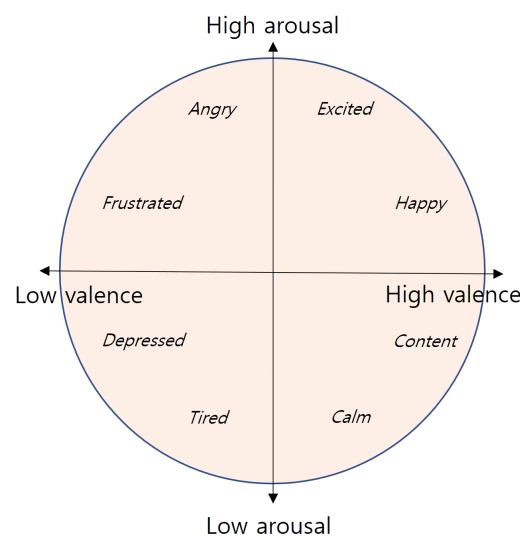 High arousal
Angry
Excited
Frustrated
Happy
Low valence
High valence
Depressed
Content
Tired
Calm
Low arousal